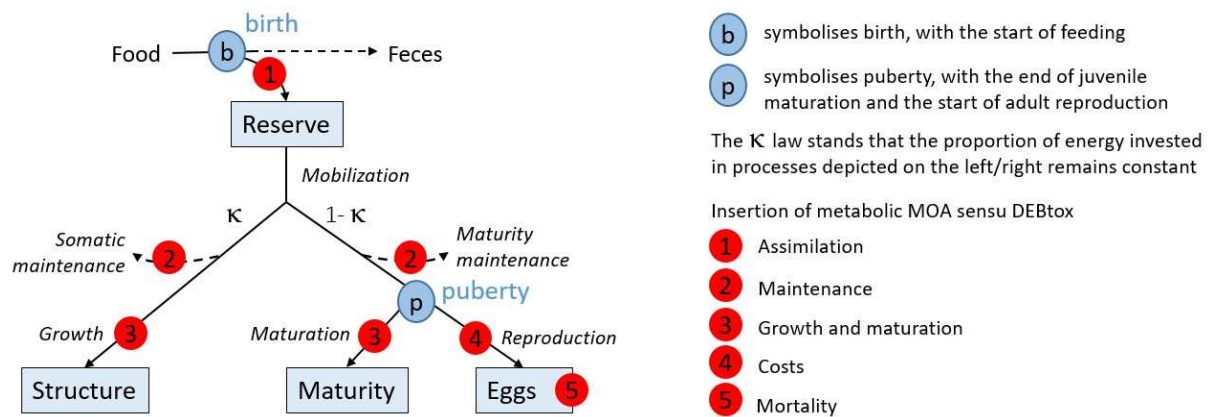 birth
Food
b
Feces
1
Reserve
Mobilization
κ
1- κ
Somatic
maintenance
2
2
Maturity
maintenance
puberty
p
Growth
3
Maturation
3
4
Reproduction
Structure
Maturity
Eggs
5
b
symbolises birth, with the start of feeding
p
symbolises puberty, with the end of juvenile
maturation and the start of adult reproduction
The κ law stands that the proportion of energy invested
in processes depicted on the left/right remains constant
Insertion of metabolic MOA sensu DEBtox
1 Assimilation
2 Maintenance
3 Growth and maturation
4 Costs
5 Mortality